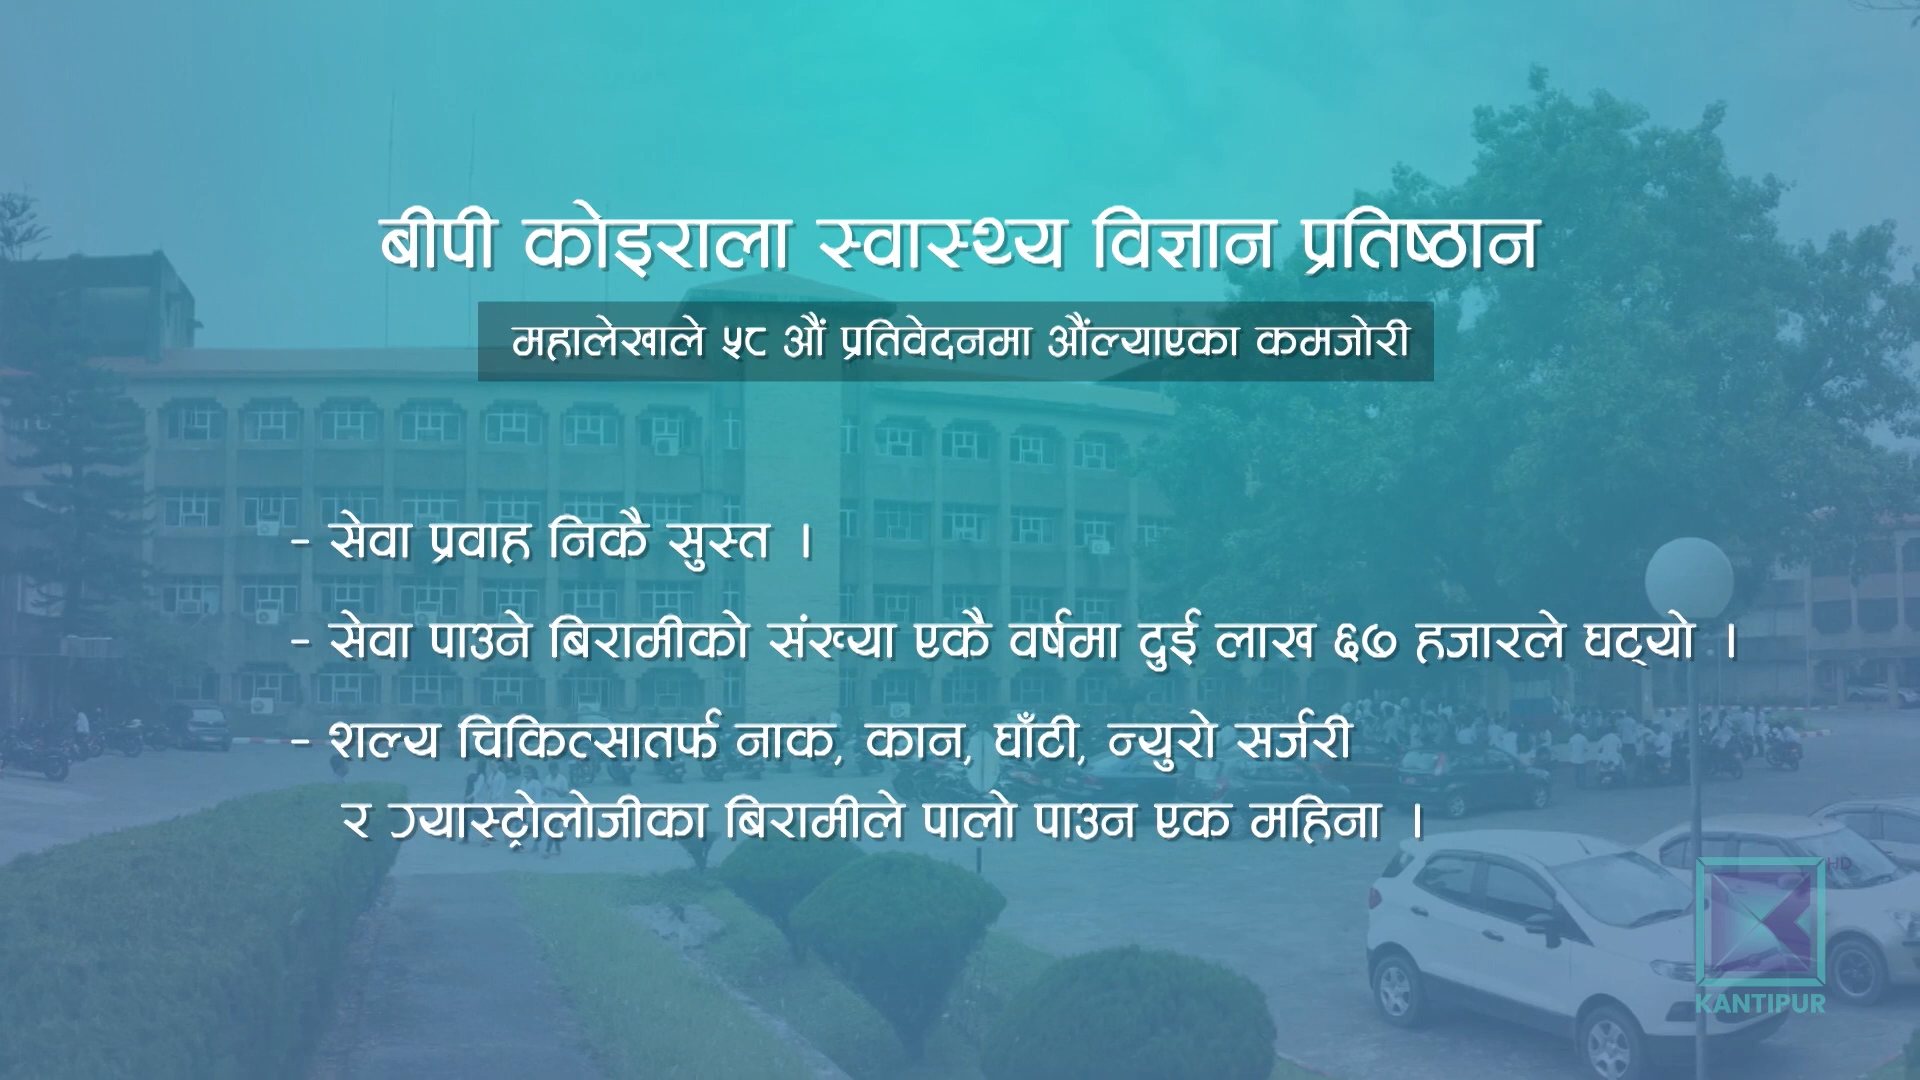 बीपी कोइराला स्वास्थ्य विज्ञान प्रतिष्ठान
महालेखाले ५८ औं प्रतिवेदनमा औंल्याएका कमजोरी
- सेवा प्रवाह निकै सुस्त ।
- सेवा पाउने बिरामीको संख्या एकै वर्षमा दुई लाख ६७ हजारले घट्यो ।
- शल्य चिकित्सातर्फ नाक, कान, घाँटी, न्युरो सर्जरी
र ग्यास्ट्रोलोजीका बिरामीले पालो पाउन एक महिना ।
HD
KANTIPUR